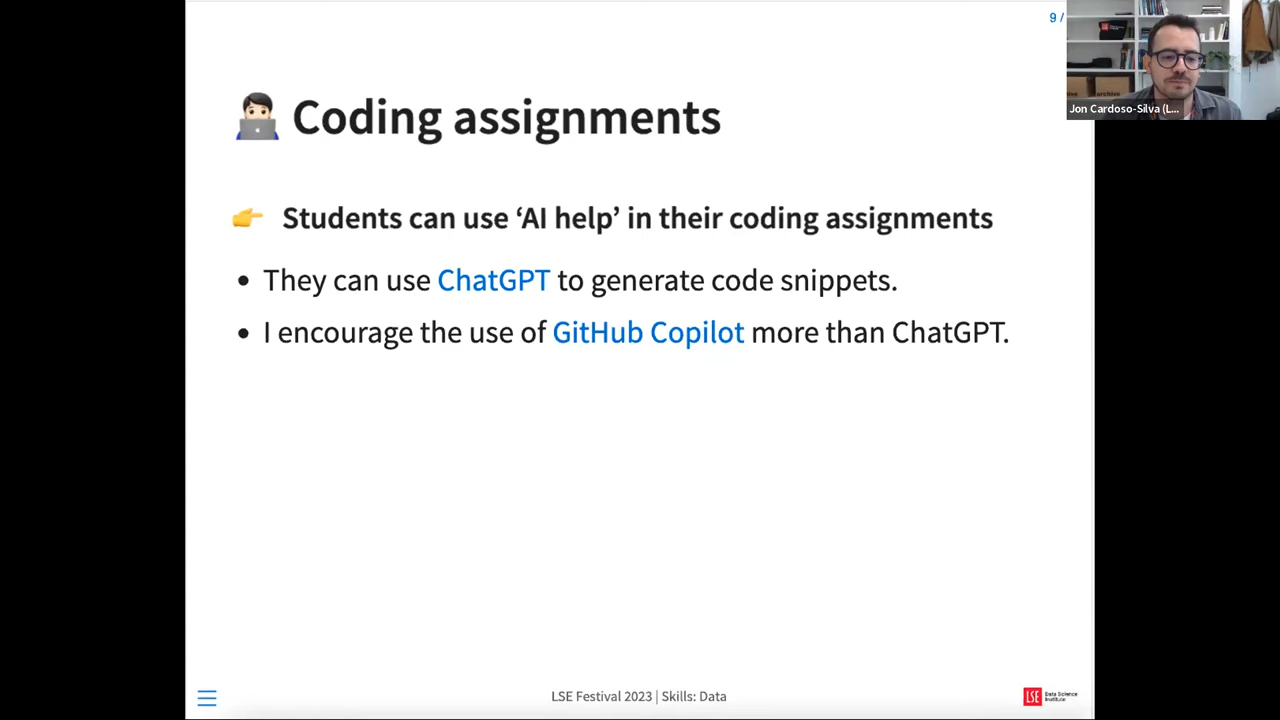 9 /
Jon Cardoso-Silva (L...
Coding assignments
Students can use ‘AI help’ in their coding assignments
They can use ChatGPT to generate code snippets.
I encourage the use of GitHub Copilot more than ChatGPT.
LSE Festival 2023 | Skills: Data
LSE
Data Science
Institute